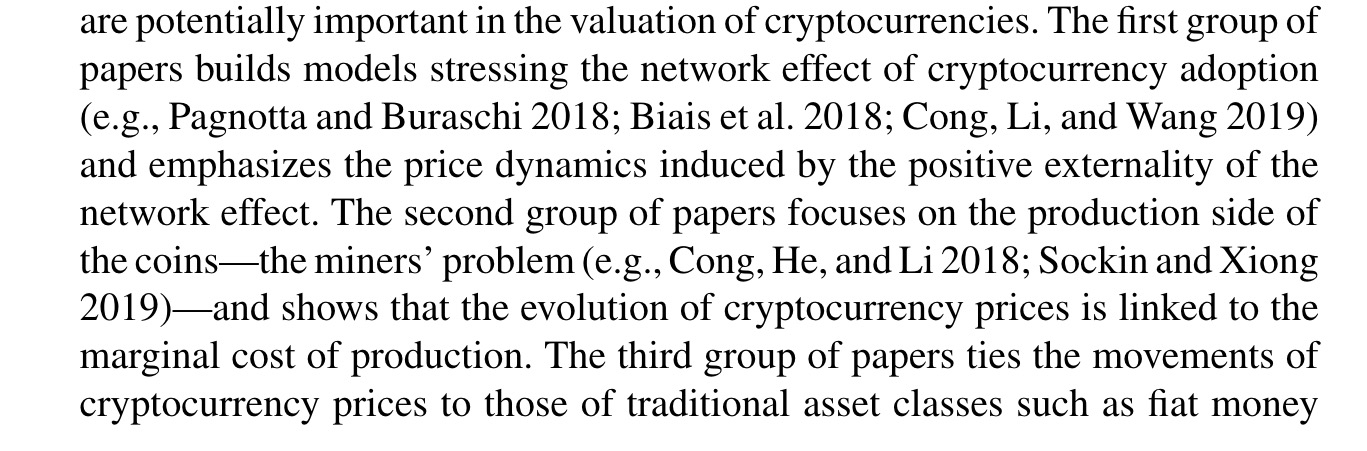 are potentially important in the valuation of cryptocurrencies. The first group of
papers builds models stressing the network effect of cryptocurrency adoption
(e.g., Pagnotta and Buraschi 2018; Biais et al. 2018; Cong, Li, and Wang 2019)
and emphasizes the price dynamics induced by the positive externality of the
network effect. The second group of papers focuses on the production side of
the coins—the miners’ problem (e.g., Cong, He, and Li 2018; Sockin and Xiong
2019)—and shows that the evolution of cryptocurrency prices is linked to the
marginal cost of production. The third group of papers ties the movements of
cryptocurrency prices to those of traditional asset classes such as fiat money